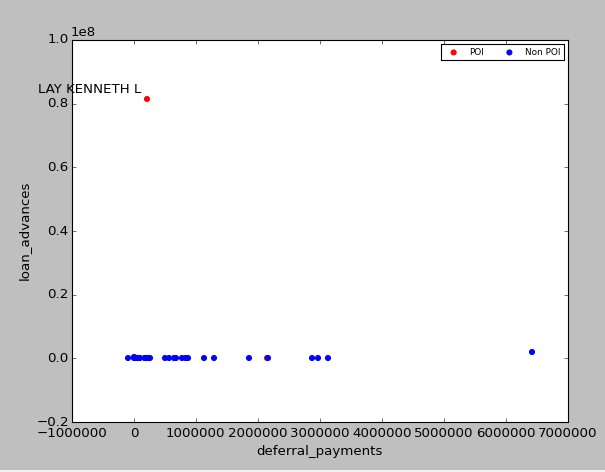 1e8
1.0
POI
Non POI
LAY KENNETH L
0.8
0.6
0.4
0.2
0.0
−0.2
loan_advances
−1000000
0
1000000
2000000
3000000
4000000
5000000
6000000
7000000
deferral_payments